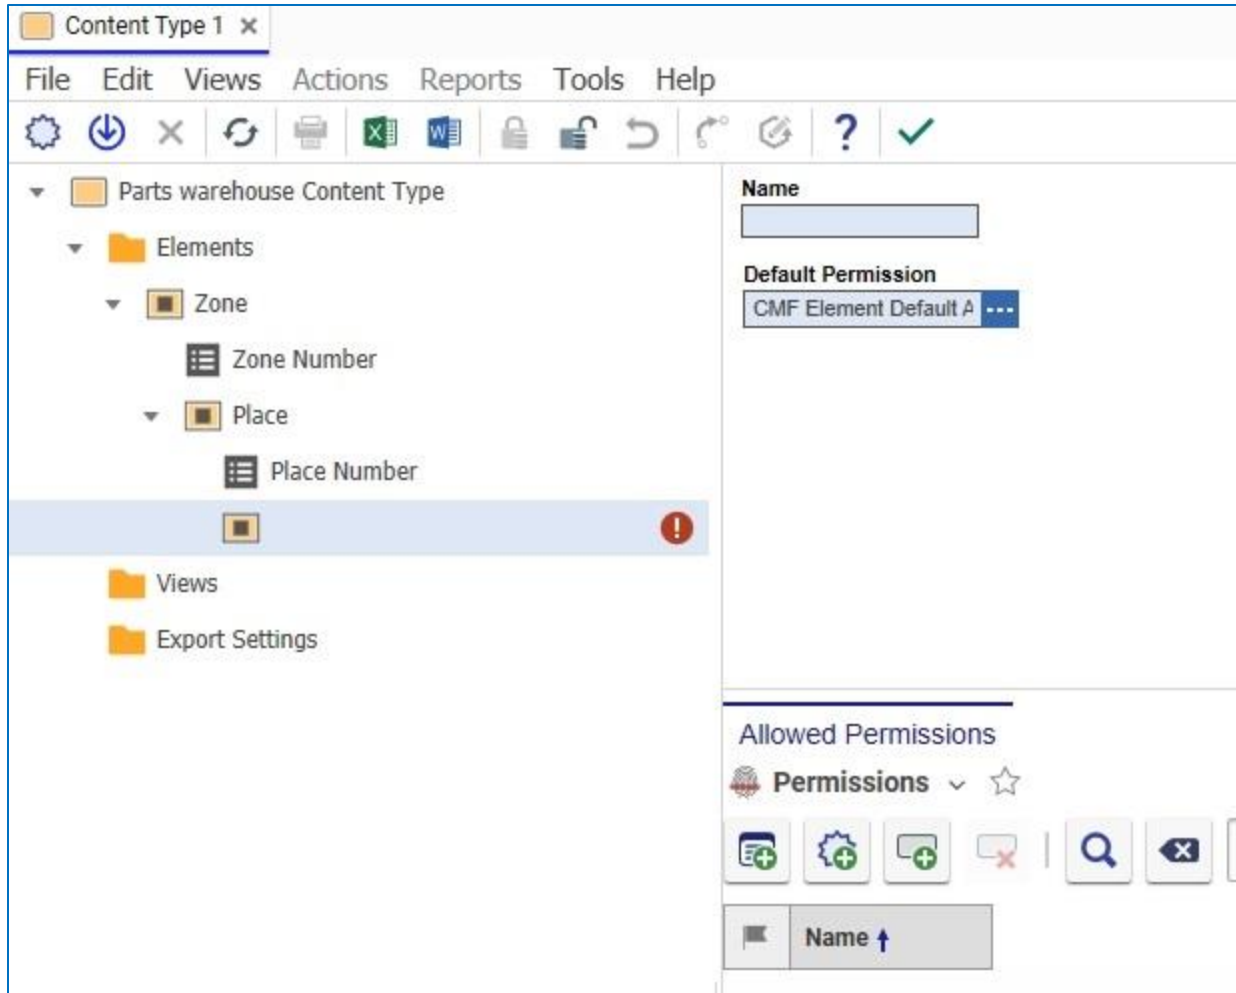 Content Type 1
File Edit Views Actions Reports Tools Help
Parts warehouse Content Type
Elements
Zone
Zone Number
Place
Place Number
Views
Export Settings
Name
Default Permission
CMF Element Default A
Allowed Permissions
Permissions
Name